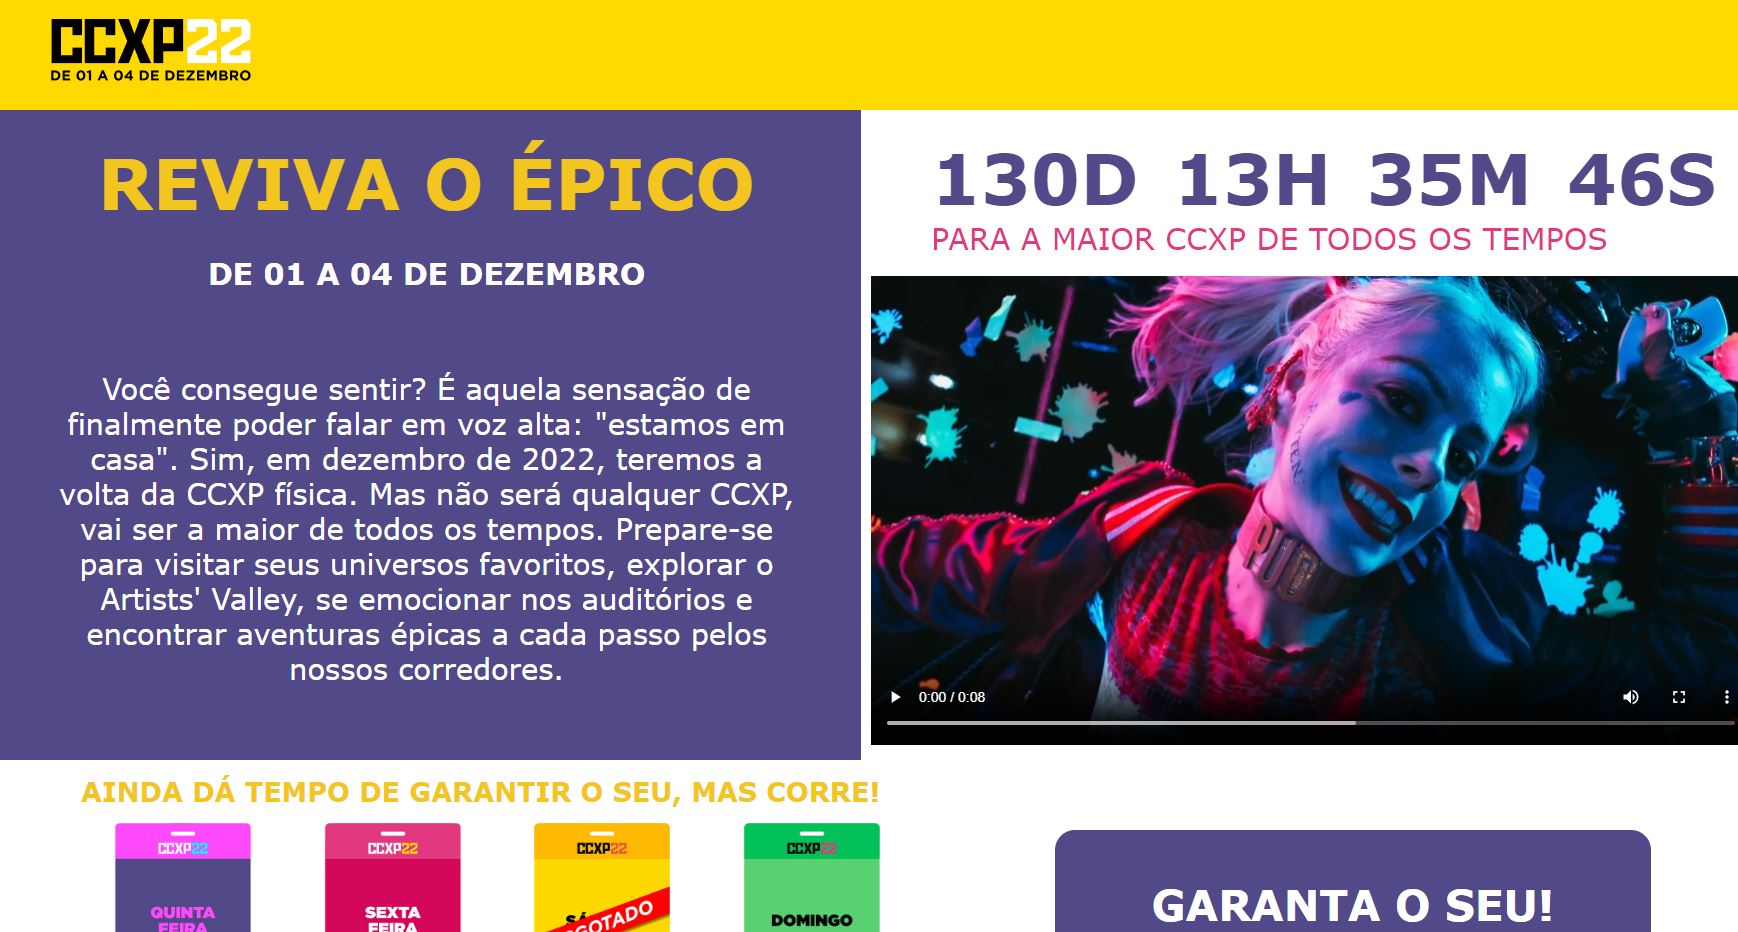 CCXP22
DE 01 A 04 DE DEZEMBRO
REVIVA O ÉPICO
DE 01 A 04 DE DEZEMBRO
Você consegue sentir? É aquela sensação de
finalmente poder falar em voz alta: "estamos em
casa". Sim, em dezembro de 2022, teremos a
volta da CCXP física. Mas não será qualquer CCXP,
vai ser a maior de todos os tempos. Prepare-se
para visitar seus universos favoritos, explorar o
Artists' Valley, se emocionar nos auditórios e
encontrar aventuras épicas a cada passo pelos
nossos corredores.
130D 13H 35M 46S
PARA A MAIOR CCXP DE TODOS OS TEMPOS
0:00 / 0:08
AINDA DÁ TEMPO DE GARANTIR O SEU, MAS CORRE!
CCXP22
QUINTA
FEIRA
CCXP22
SEXTA
FEIRA
CCXP22
CCXP22
DOMINGO
GARANTA O SEU!